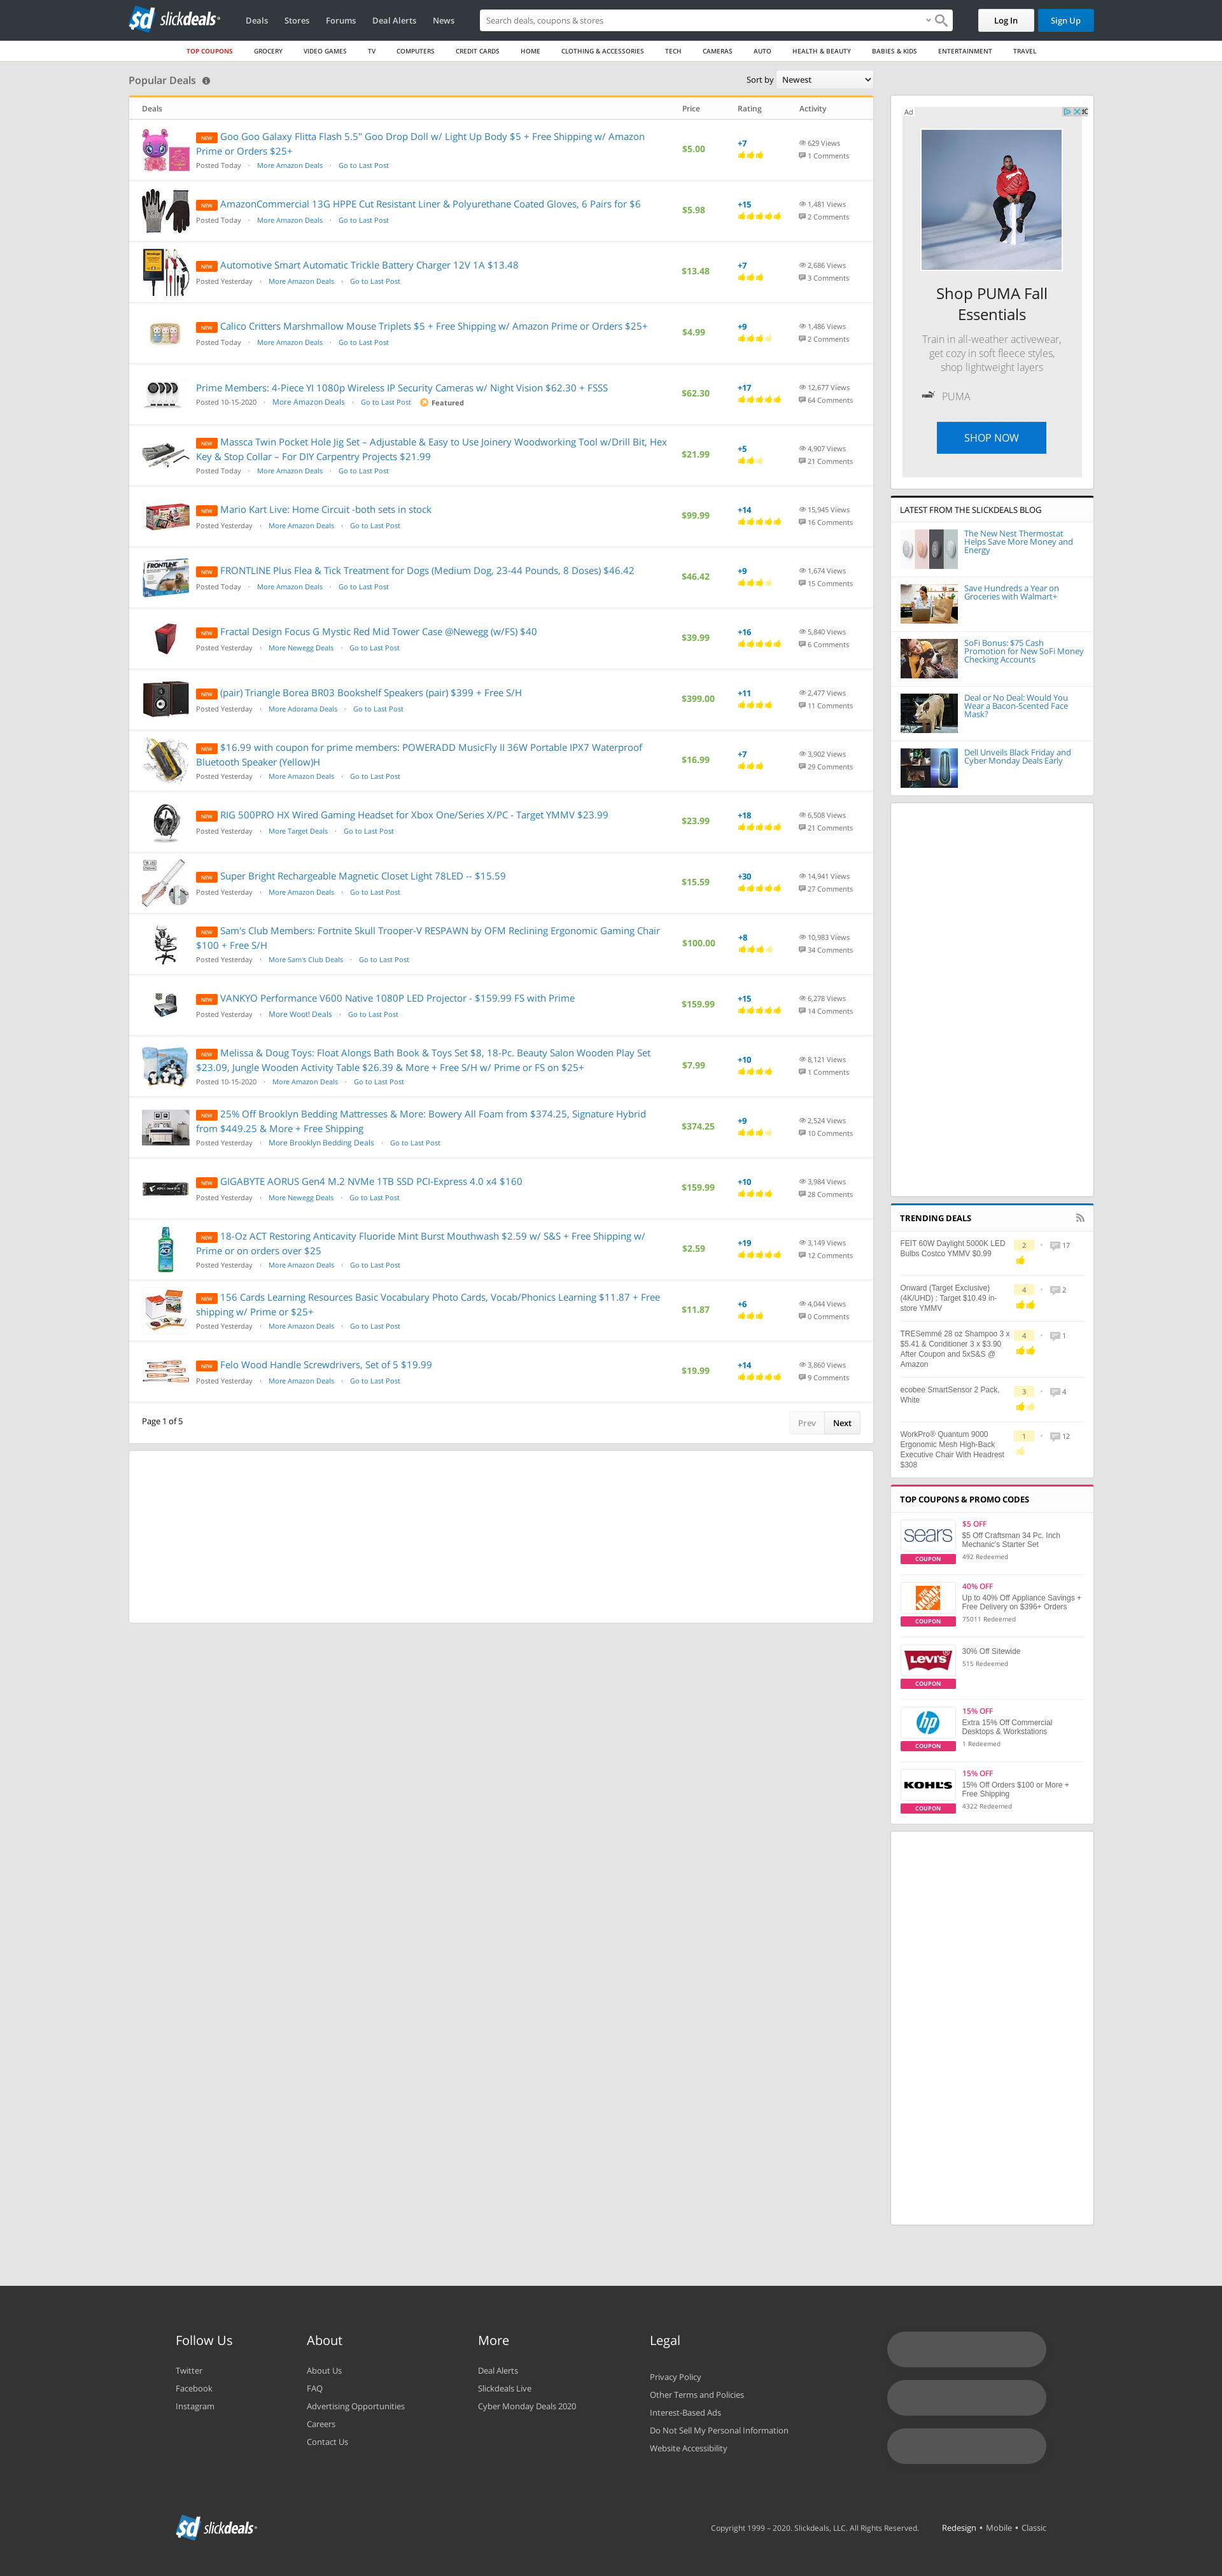 sd slickdeals
Deals Stores Forums Deal Alerts News
Search deals, coupons & stores
Log In
Sign Up
TOP COUPONS GROCERY VIDEO GAMES TV COMPUTERS CREDIT CARDS HOME CLOTHING & ACCESSORIES TECH CAMERAS AUTO HEALTH & BEAUTY BABIES & KIDS ENTERTAINMENT TRAVEL
Popular Deals
Sort by Newest
Deals Price Rating Activity
NEW Goo Goo Galaxy Flitta Flash 5.5" Goo Drop Doll w/ Light Up Body $5 + Free Shipping w/ Amazon
Prime or Orders $25+
Posted Today · More Amazon Deals · Go to Last Post
$5.00
+7
629 Views
1 Comments
NEW AmazonCommercial 13G HPPE Cut Resistant Liner & Polyurethane Coated Gloves, 6 Pairs for $6
Posted Today · More Amazon Deals · Go to Last Post
$5.98
+15
1,481 Views
2 Comments
NEW Automotive Smart Automatic Trickle Battery Charger 12V 1A $13.48
Posted Yesterday · More Amazon Deals · Go to Last Post
$13.48
+7
2,686 Views
3 Comments
NEW Calico Critters Marshmallow Mouse Triplets $5 + Free Shipping w/ Amazon Prime or Orders $25+
Posted Today · More Amazon Deals · Go to Last Post
$4.99
+9
1,486 Views
2 Comments
Prime Members: 4-Piece YI 1080p Wireless IP Security Cameras w/ Night Vision $62.30 + FSSS
Posted 10-15-2020 · More Amazon Deals · Go to Last Post Featured
$62.30
+17
12,677 Views
64 Comments
NEW Massca Twin Pocket Hole Jig Set – Adjustable & Easy to Use Joinery Woodworking Tool w/Drill Bit, Hex
Key & Stop Collar – For DIY Carpentry Projects $21.99
Posted Today · More Amazon Deals · Go to Last Post
$21.99
+5
4,907 Views
21 Comments
NEW Mario Kart Live: Home Circuit -both sets in stock
Posted Yesterday · More Amazon Deals · Go to Last Post
$99.99
+14
15,945 Views
16 Comments
NEW FRONTLINE Plus Flea & Tick Treatment for Dogs (Medium Dog, 23-44 Pounds, 8 Doses) $46.42
Posted Today · More Amazon Deals · Go to Last Post
$46.42
+9
1,674 Views
15 Comments
NEW Fractal Design Focus G Mystic Red Mid Tower Case @Newegg (w/FS) $40
Posted Yesterday · More Newegg Deals · Go to Last Post
$39.99
+16
5,840 Views
6 Comments
NEW (pair) Triangle Borea BR03 Bookshelf Speakers (pair) $399 + Free S/H
Posted Yesterday · More Adorama Deals · Go to Last Post
$399.00
+11
2,477 Views
11 Comments
NEW $16.99 with coupon for prime members: POWERADD MusicFly II 36W Portable IPX7 Waterproof
Bluetooth Speaker (Yellow)H
Posted Yesterday · More Amazon Deals · Go to Last Post
$16.99
+7
3,902 Views
29 Comments
NEW RIG 500PRO HX Wired Gaming Headset for Xbox One/Series X/PC - Target YMMV $23.99
Posted Yesterday · More Target Deals · Go to Last Post
$23.99
+18
6,508 Views
21 Comments
NEW Super Bright Rechargeable Magnetic Closet Light 78LED -- $15.59
Posted Yesterday · More Amazon Deals · Go to Last Post
$15.59
+30
14,941 Views
27 Comments
NEW Sam's Club Members: Fortnite Skull Trooper-V RESPAWN by OFM Reclining Ergonomic Gaming Chair
$100 + Free S/H
Posted Yesterday · More Sam's Club Deals · Go to Last Post
$100.00
+8
10,983 Views
34 Comments
NEW VANKYO Performance V600 Native 1080P LED Projector - $159.99 FS with Prime
Posted Yesterday · More Woot! Deals · Go to Last Post
$159.99
+15
6,278 Views
14 Comments
NEW Melissa & Doug Toys: Float Alongs Bath Book & Toys Set $8, 18-Pc. Beauty Salon Wooden Play Set
$23.09, Jungle Wooden Activity Table $26.39 & More + Free S/H w/ Prime or FS on $25+
Posted 10-15-2020 · More Amazon Deals · Go to Last Post
$7.99
+10
8,121 Views
1 Comments
NEW 25% Off Brooklyn Bedding Mattresses & More: Bowery All Foam from $374.25, Signature Hybrid
from $449.25 & More + Free Shipping
Posted Yesterday · More Brooklyn Bedding Deals · Go to Last Post
$374.25
+9
2,524 Views
10 Comments
NEW GIGABYTE AORUS Gen4 M.2 NVMe 1TB SSD PCI-Express 4.0 x4 $160
Posted Yesterday · More Newegg Deals · Go to Last Post
$159.99
+10
3,984 Views
28 Comments
NEW 18-Oz ACT Restoring Anticavity Fluoride Mint Burst Mouthwash $2.59 w/ S&S + Free Shipping w/
Prime or on orders over $25
Posted Yesterday · More Amazon Deals · Go to Last Post
$2.59
+19
3,149 Views
12 Comments
NEW 156 Cards Learning Resources Basic Vocabulary Photo Cards, Vocab/Phonics Learning $11.87 + Free
shipping w/ Prime or $25+
Posted Yesterday · More Amazon Deals · Go to Last Post
$11.87
+6
4,044 Views
0 Comments
NEW Felo Wood Handle Screwdrivers, Set of 5 $19.99
Posted Yesterday · More Amazon Deals · Go to Last Post
$19.99
+14
3,860 Views
9 Comments
Page 1 of 5
Prev Next
Ad
Shop PUMA Fall
Essentials
Train in all-weather activewear,
get cozy in soft fleece styles,
shop lightweight layers
PUMA
SHOP NOW
LATEST FROM THE SLICKDEALS BLOG
The New Nest Thermostat
Helps Save More Money and
Energy
Save Hundreds a Year on
Groceries with Walmart+
SoFi Bonus: $75 Cash
Promotion for New SoFi Money
Checking Accounts
Deal or No Deal: Would You
Wear a Bacon-Scented Face
Mask?
Dell Unveils Black Friday and
Cyber Monday Deals Early
TRENDING DEALS
FEIT 60W Daylight 5000K LED
Bulbs Costco YMMV $0.99
2 • 17
Onward (Target Exclusive)
(4K/UHD) : Target $10.49 in-
store YMMV
4 • 2
TRESemmé 28 oz Shampoo 3 x
$5.41 & Conditioner 3 x $3.90
After Coupon and 5xS&S @
Amazon
4 • 1
ecobee SmartSensor 2 Pack,
White
3 • 4
WorkPro® Quantum 9000
Ergonomic Mesh High-Back
Executive Chair With Headrest
$308
1 • 12
TOP COUPONS & PROMO CODES
sears
COUPON
$5 OFF
$5 Off Craftsman 34 Pc. Inch
Mechanic's Starter Set
492 Redeemed
COUPON
40% OFF
Up to 40% Off Appliance Savings +
Free Delivery on $396+ Orders
75011 Redeemed
LEVI'S
COUPON
30% Off Sitewide
515 Redeemed
hp
COUPON
15% OFF
Extra 15% Off Commercial
Desktops & Workstations
1 Redeemed
KOHL'S
COUPON
15% OFF
15% Off Orders $100 or More +
Free Shipping
4322 Redeemed
Follow Us
Twitter
Facebook
Instagram
About
About Us
FAQ
Advertising Opportunities
Careers
Contact Us
More
Deal Alerts
Slickdeals Live
Cyber Monday Deals 2020
Legal
Privacy Policy
Other Terms and Policies
Interest-Based Ads
Do Not Sell My Personal Information
Website Accessibility
sd slickdeals
Copyright 1999 – 2020. Slickdeals, LLC. All Rights Reserved. Redesign • Mobile • Classic